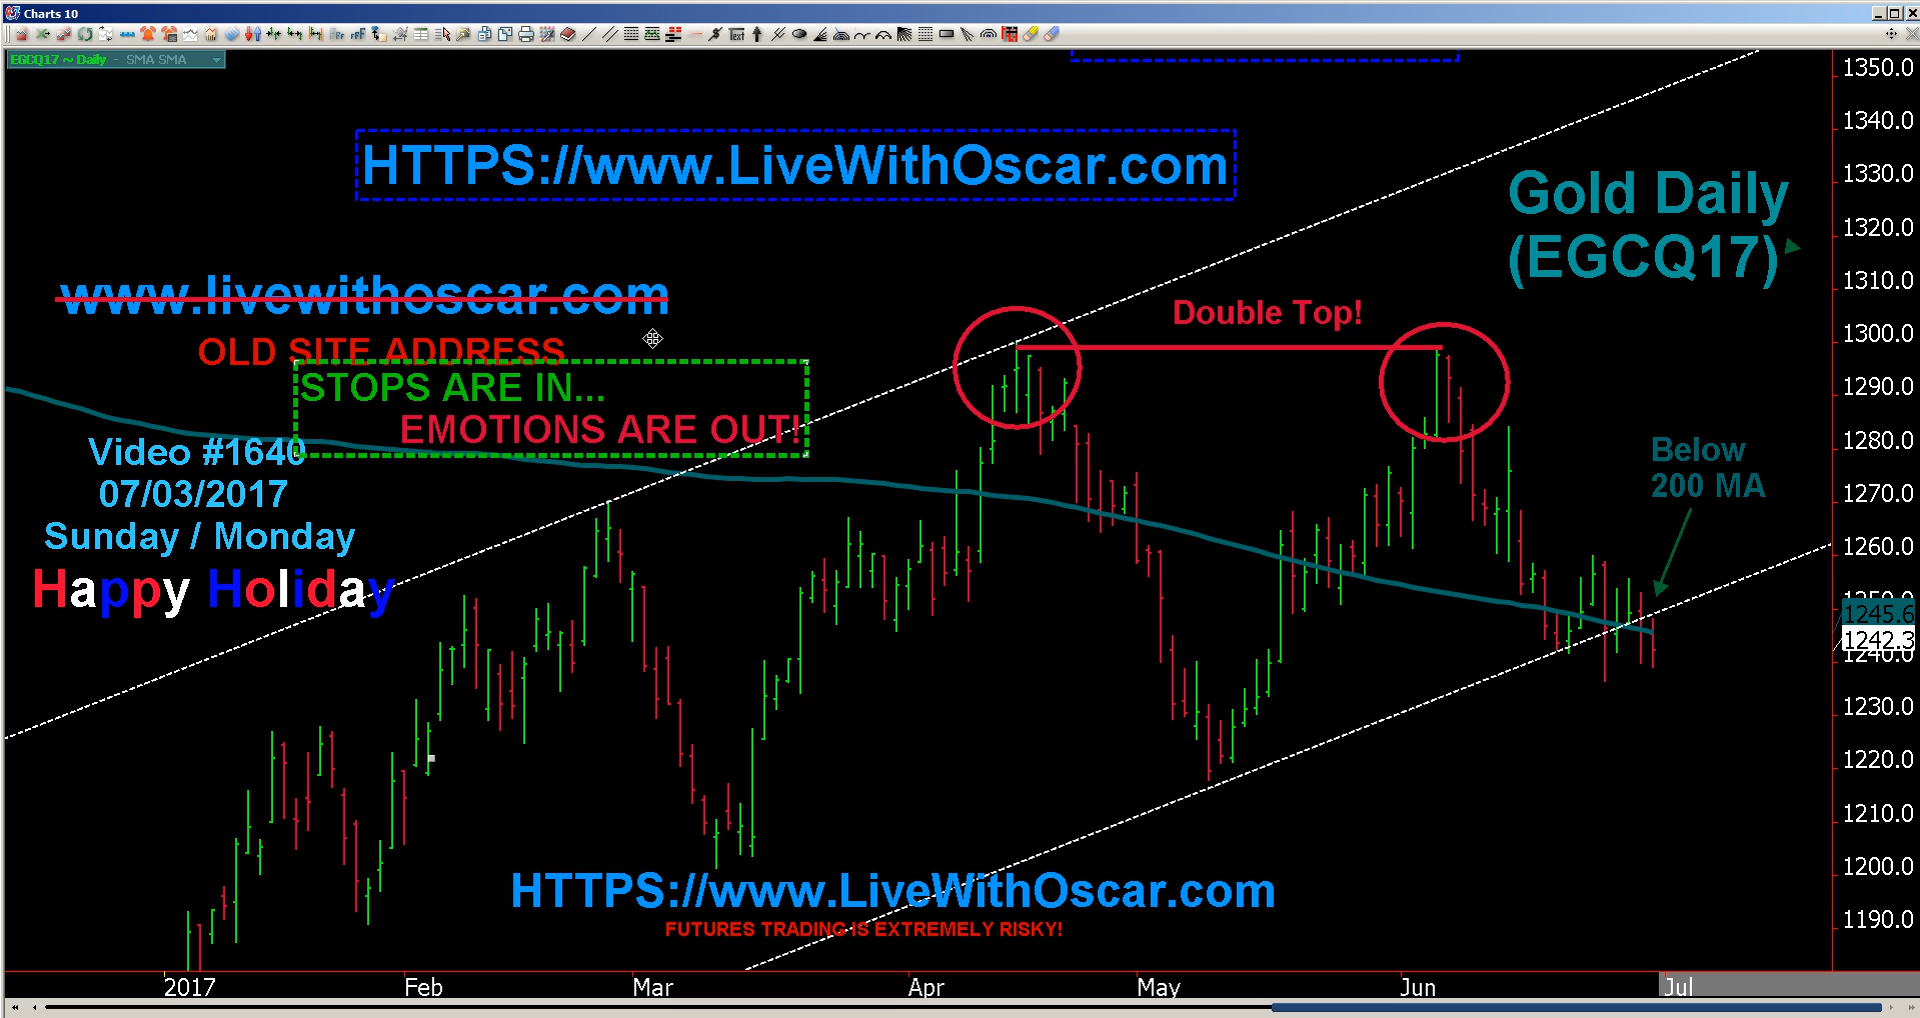 Charts 10
EGCQ17 ~ Daily - SMA SMA
HTTPS://www.LiveWithOscar.com
Gold Daily
(EGCQ17)
www.livewithoscar.com
OLD SITE ADDRESS
STOPS ARE IN...
EMOTIONS ARE OUT!
Double Top!
Video #1640
07/03/2017
Sunday / Monday
Happy Holiday
Below
200 MA
HTTPS://www.LiveWithOscar.com
FUTURES TRADING IS EXTREMELY RISKY!
1350.0
1340.0
1330.0
1320.0
1310.0
1300.0
1290.0
1280.0
1270.0
1260.0
1250.0
1245.6
1242.3
1240.0
1230.0
1220.0
1210.0
1200.0
1190.0
2017 Feb Mar Apr May Jun Jul